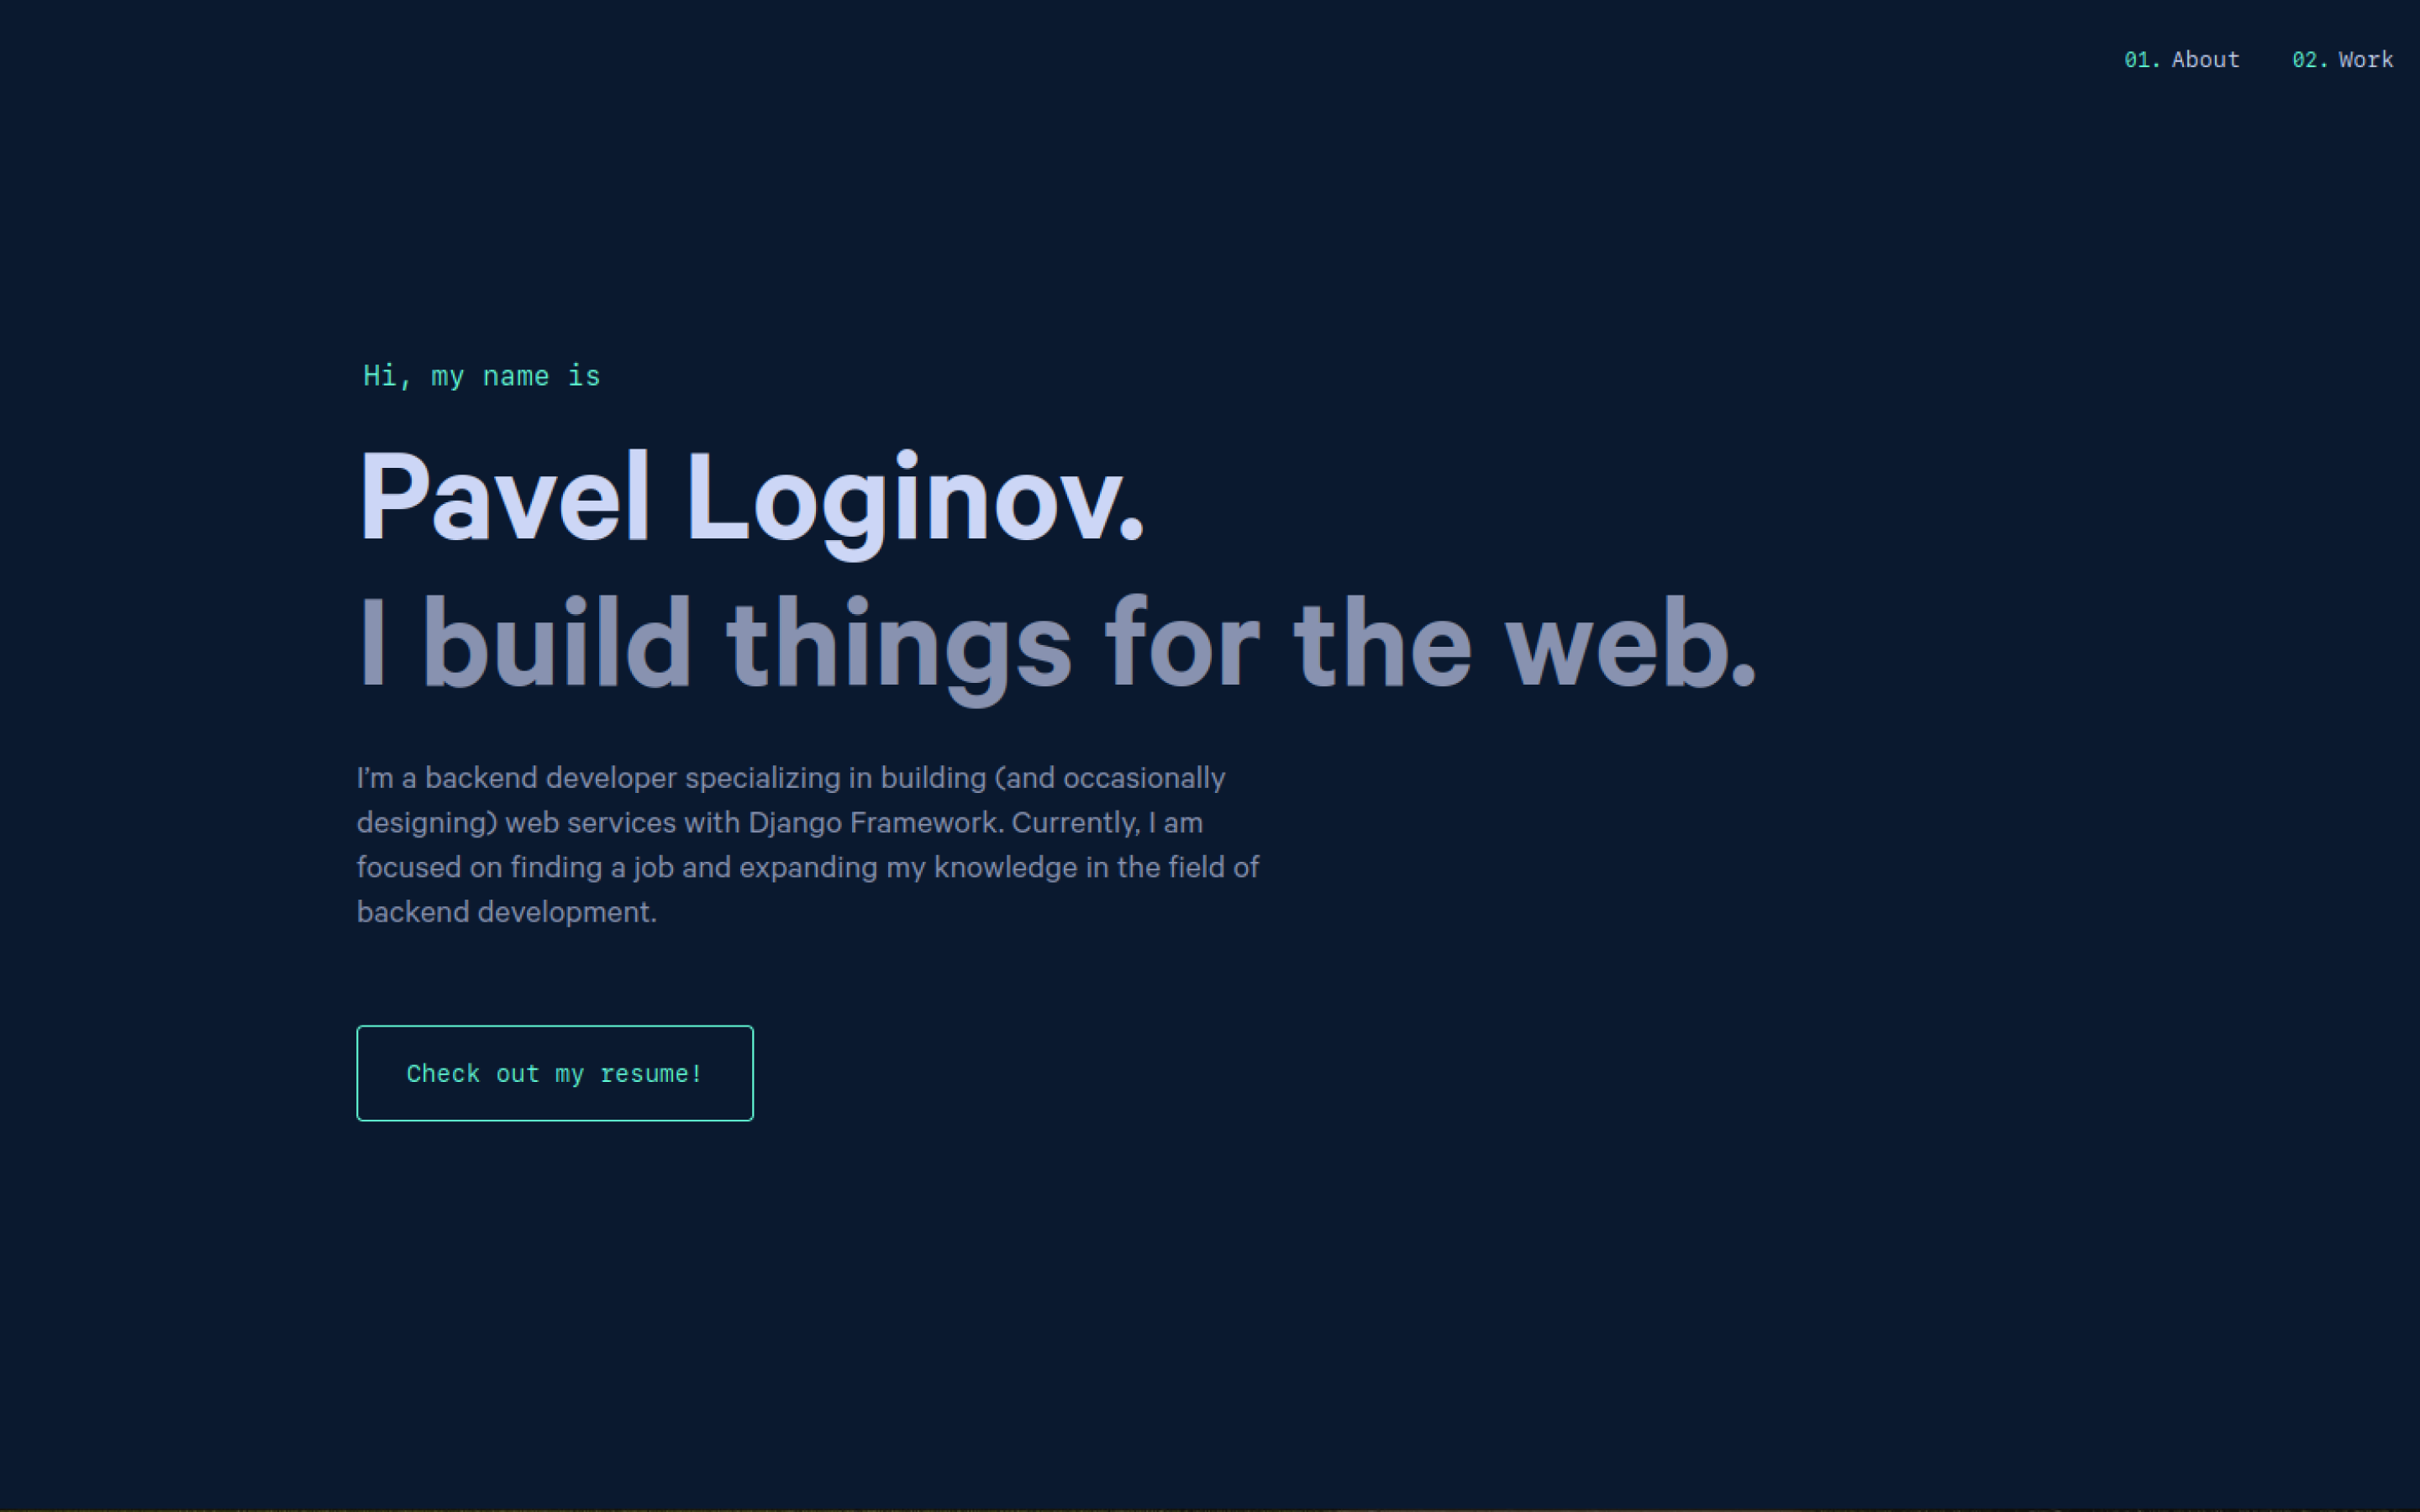 01. About 02. Work
Hi, my name is
Pavel Loginov.
I build things for the web.
I’m a backend developer specializing in building (and occasionally
designing) web services with Django Framework. Currently, I am
focused on finding a job and expanding my knowledge in the field of
backend development.
Check out my resume!